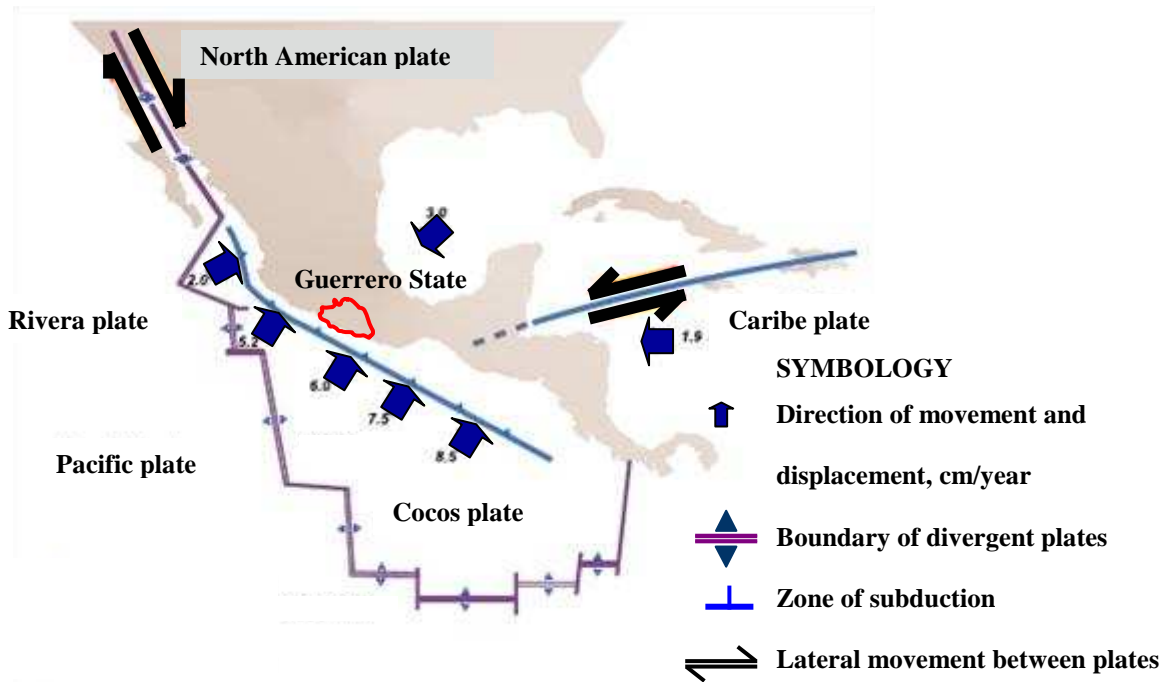 North American plate
3.0
Guerrero State
2.0
Rivera plate
Caribe plate
1.9
5.2
6.0
7.5
8.5
SYMBOLOGY
Direction of movement and
displacement, cm/year
Pacific plate
Cocos plate
Boundary of divergent plates
Zone of subduction
Lateral movement between plates